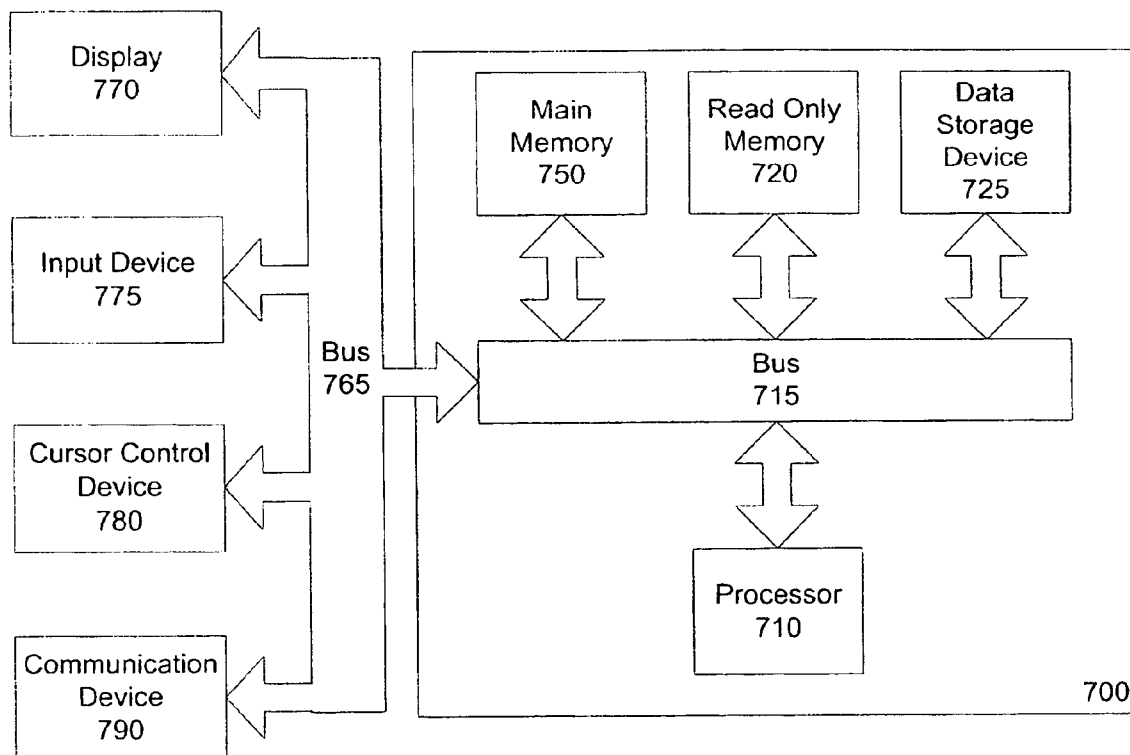 Display
770
Input Device
775
Cursor Control
Device
780
Communication
Device
790
Bus
765
Main
Memory
750
Read Only
Memory
720
Data
Storage
Device
725
Bus
715
Processor
710
700